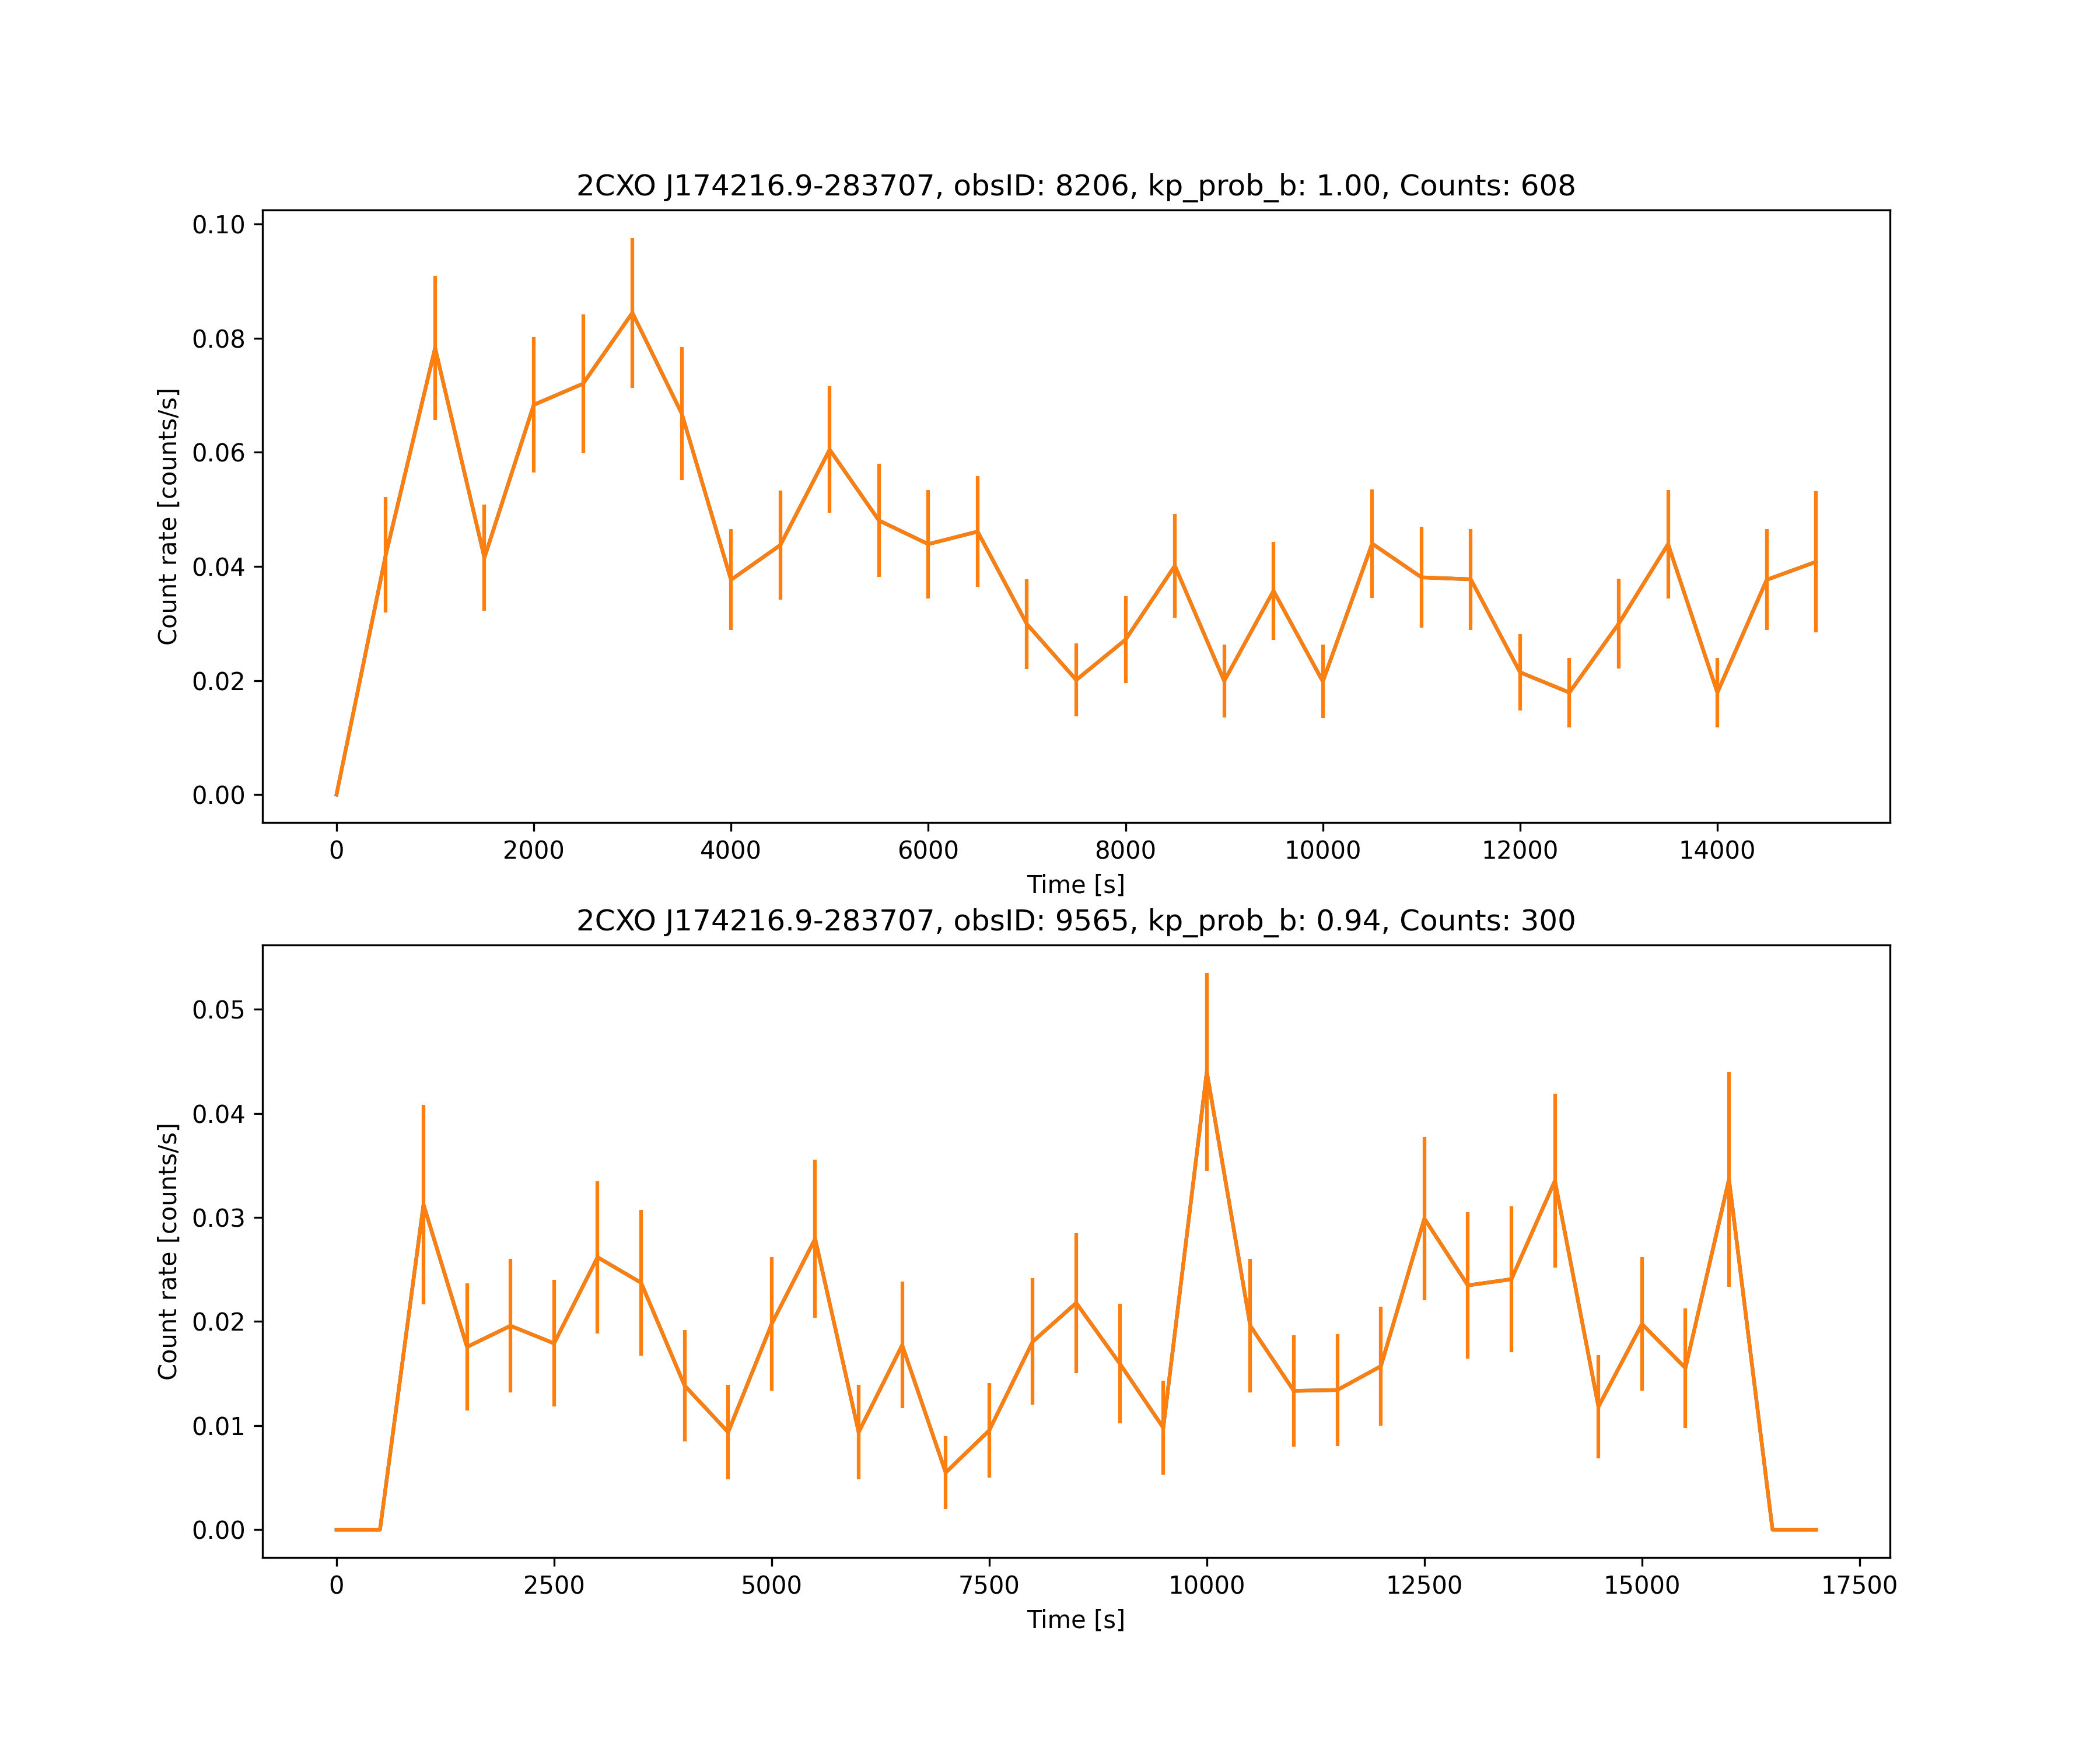 2CXO J174216.9-283707, obsID: 8206, kp_prob_b: 1.00, Counts: 608
0.10
0.08
0.06
0.04
0.02
0.00
Count rate [counts/s]
0 2000 4000 6000 8000 10000 12000 14000
Time [s]
2CXO J174216.9-283707, obsID: 9565, kp_prob_b: 0.94, Counts: 300
0.05
0.04
0.03
0.02
0.01
0.00
Count rate [counts/s]
0 2500 5000 7500 10000 12500 15000 17500
Time [s]